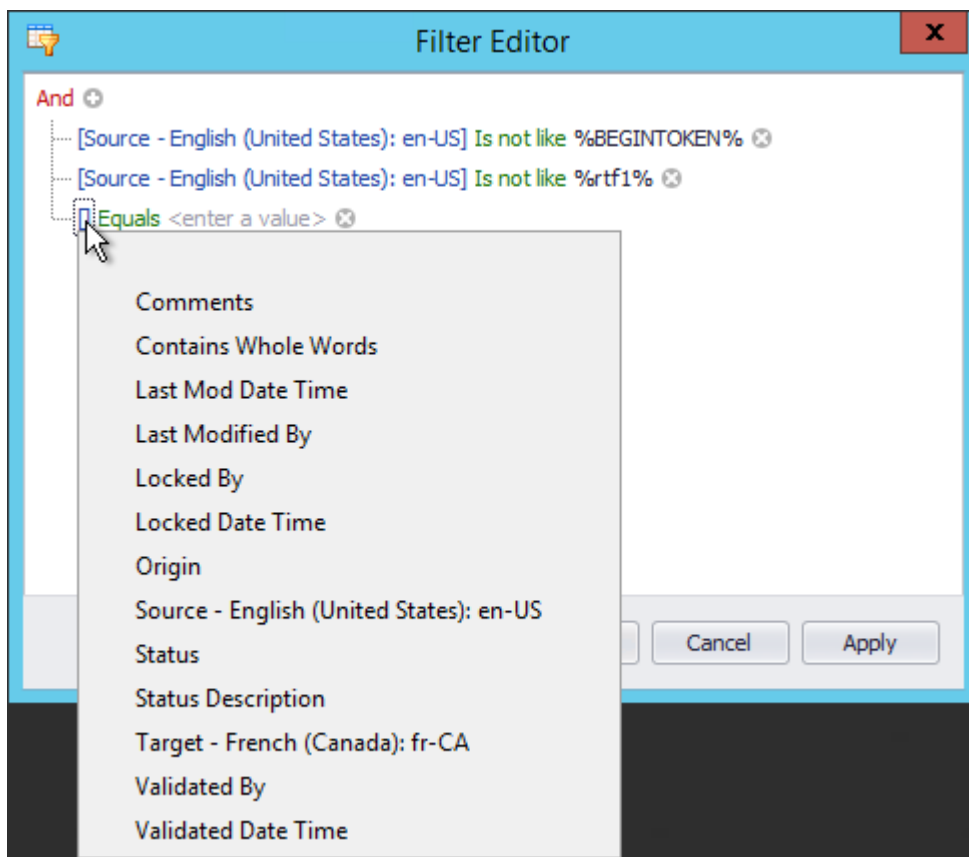 Filter Editor
x
And
[Source - English (United States): en-US] Is not like %BEGINTOKEN%
[Source - English (United States): en-US] Is not like %rtf1%
[] Equals <enter a value>
Comments
Contains Whole Words
Last Mod Date Time
Last Modified By
Locked By
Locked Date Time
Origin
Source - English (United States): en-US
Cancel Apply
Status
Status Description
Target - French (Canada): fr-CA
Validated By
Validated Date Time